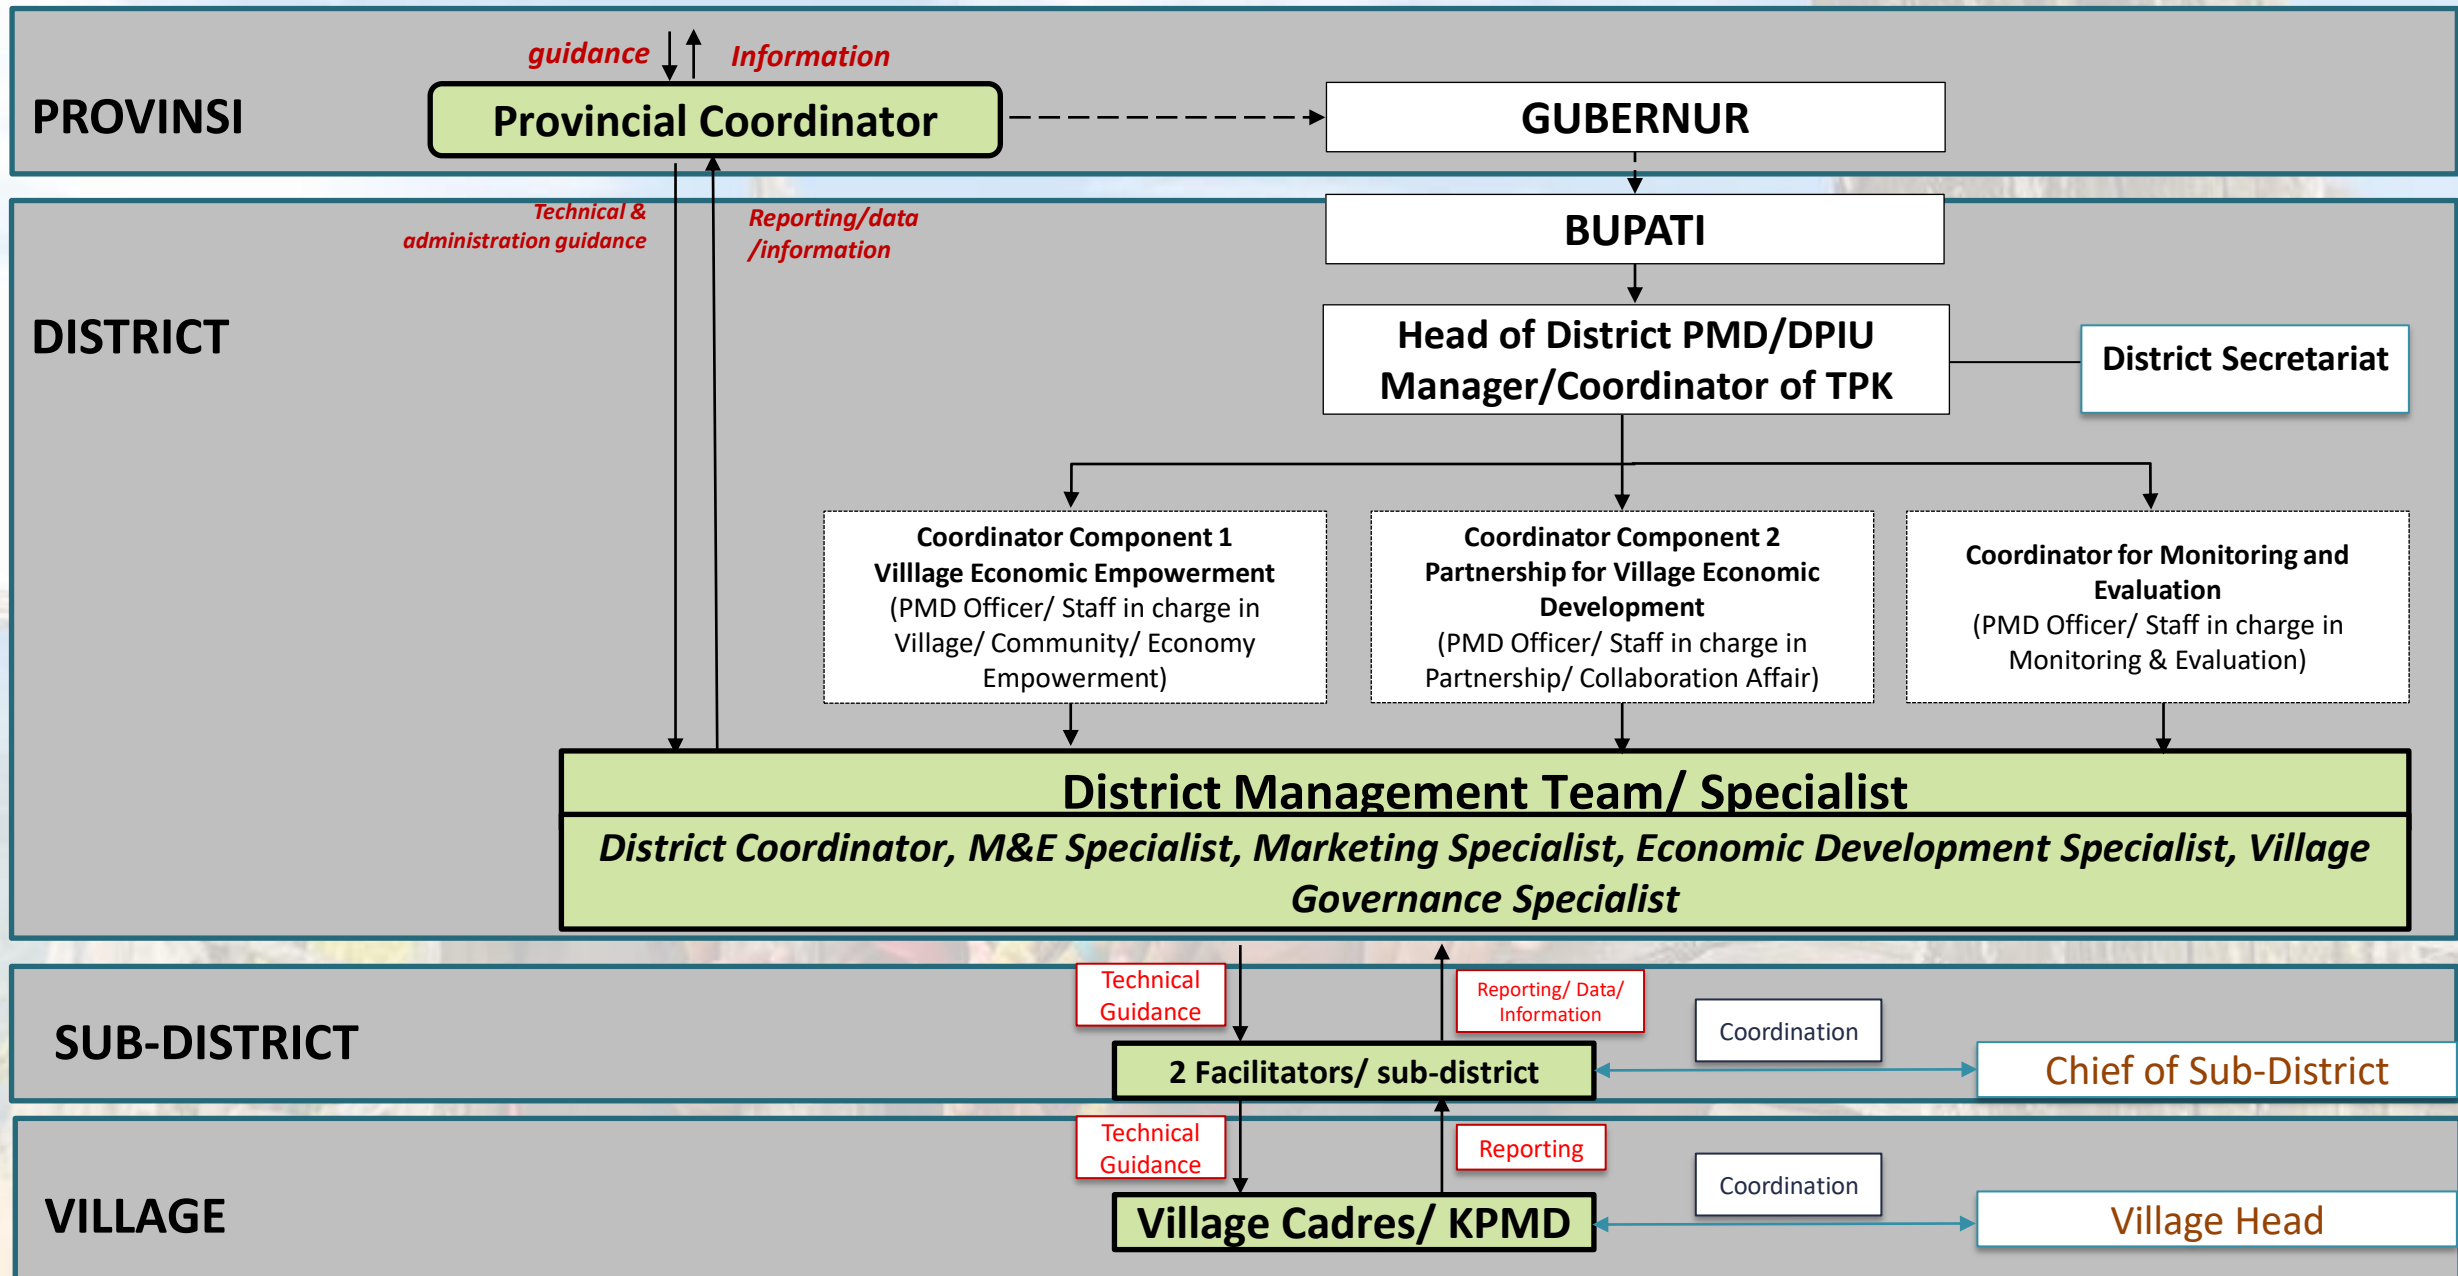 guidance
Information
PROVINSI
Provincial Coordinator
GUBERNUR
Technical &
administration guidance
Reporting/data
/information
BUPATI
DISTRICT
Head of District PMD/DPIU
Manager/Coordinator of TPK
District Secretariat
Coordinator Component 1
Villlage Economic Empowerment
(PMD Officer/ Staff in charge in
Village/ Community/ Economy
Empowerment)
Coordinator Component 2
Partnership for Village Economic
Development
(PMD Officer/ Staff in charge in
Partnership/ Collaboration Affair)
Coordinator for Monitoring and
Evaluation
(PMD Officer/ Staff in charge in
Monitoring & Evaluation)
District Management Team/ Specialist
District Coordinator, M&E Specialist, Marketing Specialist, Economic Development Specialist, Village
Governance Specialist
SUB-DISTRICT
Technical
Guidance
Reporting/ Data/
Information
Coordination
2 Facilitators/ sub-district
Chief of Sub-District
VILLAGE
Technical
Guidance
Reporting
Coordination
Village Cadres/ KPMD
Village Head